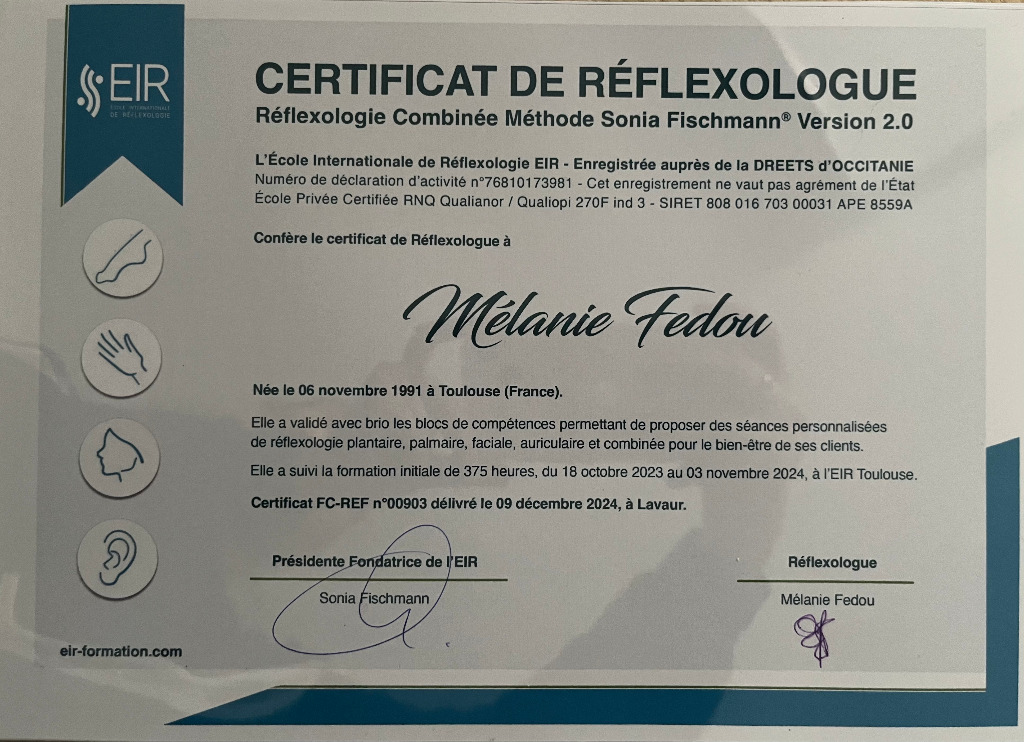 EIR
ÉCOLE INTERNATIONALE
DE RÉFLEXOLOGIE
CERTIFICAT DE RÉFLEXOLOGUE
Réflexologie Combinée Méthode Sonia Fischmann® Version 2.0
L'École Internationale de Réflexologie EIR - Enregistrée auprès de la DREETS d'OCCITANIE
Numéro de déclaration d'activité n°76810173981 - Cet enregistrement ne vaut pas agrément de l'État
École Privée Certifiée RNQ Qualianor / Qualiopi 270F ind 3 - SIRET 808 016 703 00031 APE 8559A
Confère le certificat de Réflexologue à
Mélanie Fedou
Née le 06 novembre 1991 à Toulouse (France).
Elle a validé avec brio les blocs de compétences permettant de proposer des séances personnalisées
de réflexologie plantaire, palmaire, faciale, auriculaire et combinée pour le bien-être de ses clients.
Elle a suivi la formation initiale de 375 heures, du 18 octobre 2023 au 03 novembre 2024, à l'EIR Toulouse.
Certificat FC-REF n°00903 délivré le 09 décembre 2024, à Lavaur.
Présidente Fondatrice de l'EIR
Sonia Fischmann
Réflexologue
Mélanie Fedou
eir-formation.com